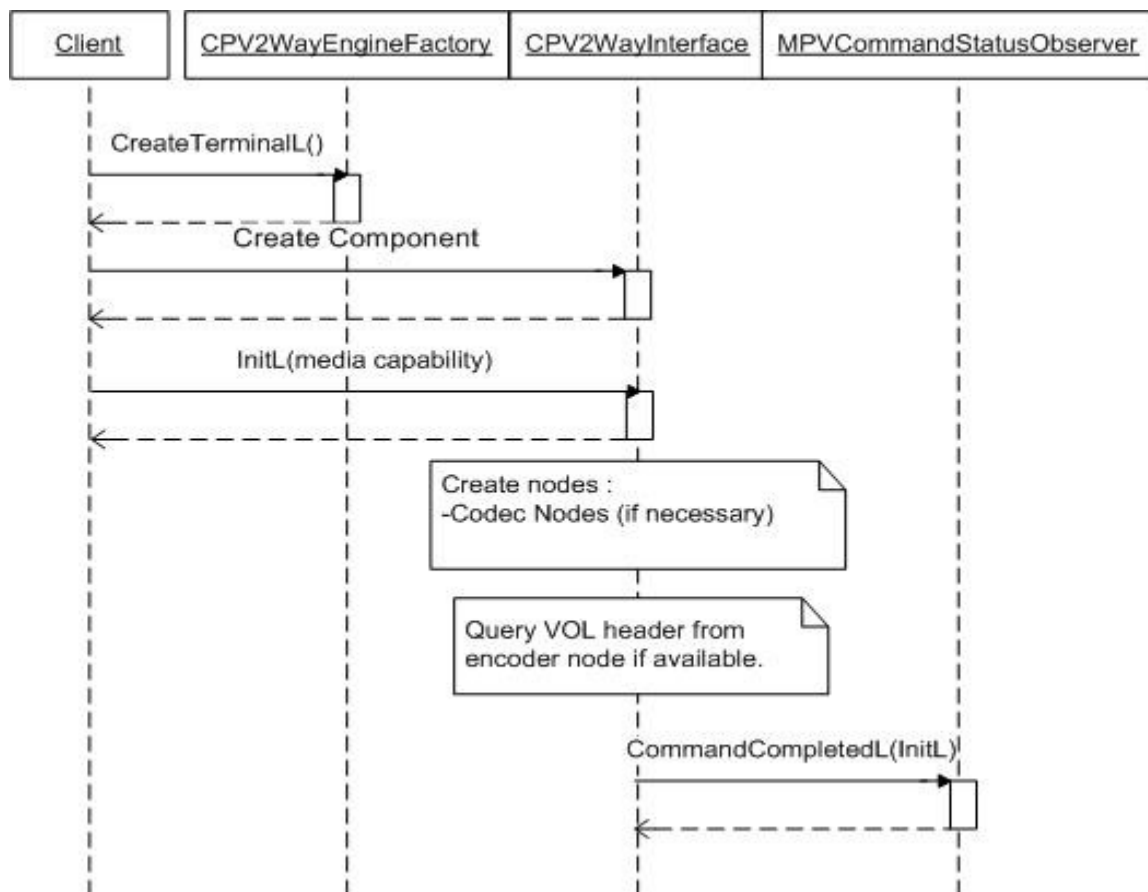 Client
CPV2WayEngineFactory
CPV2WayInterface
MPVCommandStatusObserver
CreateTerminalL()
Create Component
InitL(media capability)
Create nodes :
-Codec Nodes (if necessary)
Query VOL header from
encoder node if available.
CommandCompletedL(InitL)